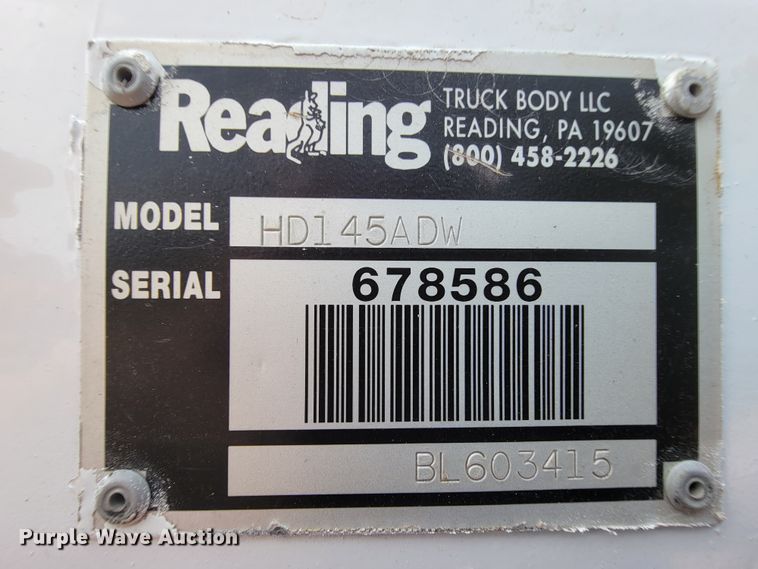 Reading
TRUCK BODY LLC
READING, PA 19607
(800) 458-2226
MODEL HD145ADW
SERIAL 678586
BL603415
Purple Wave Auction